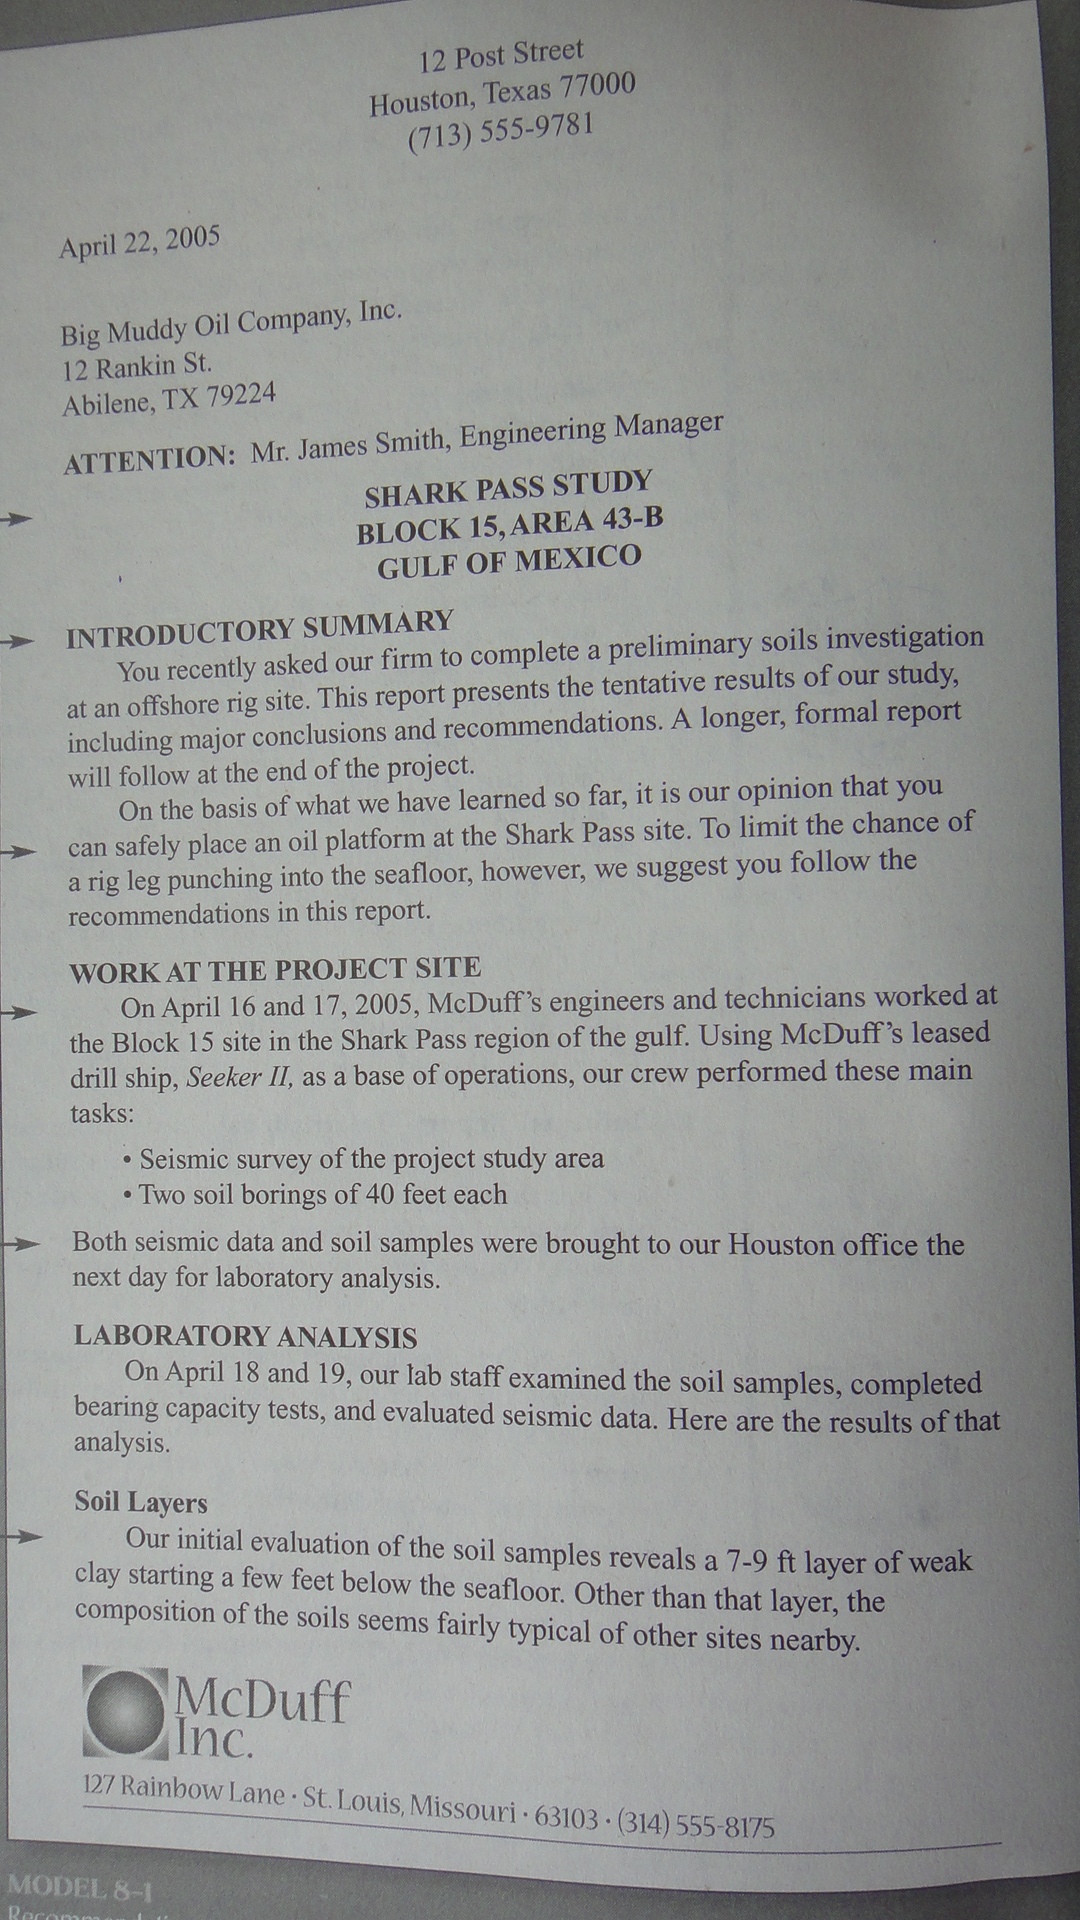 12 Post Street
Houston, Texas 77000
(713) 555-9781
April 22, 2005
Big Muddy Oil Company, Inc.
12 Rankin St.
Abilene, TX 79224
ATTENTION: Mr. James Smith, Engineering Manager
SHARK PASS STUDY
BLOCK 15, AREA 43-B
GULF OF MEXICO
INTRODUCTORY SUMMARY
You recently asked our firm to complete a preliminary soils investigation
at an offshore rig site. This report presents the tentative results of our study,
including major conclusions and recommendations. A longer, formal report
will follow at the end of the project.
On the basis of what we have learned so far, it is our opinion that you
can safely place an oil platform at the Shark Pass site. To limit the chance of
a rig leg punching into the seafloor, however, we suggest you follow the
recommendations in this report.
WORK AT THE PROJECT SITE
On April 16 and 17, 2005, McDuff's engineers and technicians worked at
the Block 15 site in the Shark Pass region of the gulf. Using McDuff's leased
drill ship, Seeker II, as a base of operations, our crew performed these main
tasks:
• Seismic survey of the project study area
• Two soil borings of 40 feet each
Both seismic data and soil samples were brought to our Houston office the
next day for laboratory analysis.
LABORATORY ANALYSIS
On April 18 and 19, our lab staff examined the soil samples, completed
bearing capacity tests, and evaluated seismic data. Here are the results of that
analysis.
Soil Layers
Our initial evaluation of the soil samples reveals a 7-9 ft layer of weak
clay starting a few feet below the seafloor. Other than that layer, the
composition of the soils seems fairly typical of other sites nearby.
McDuff
Inc.
127 Rainbow Lane · St. Louis, Missouri · 63103 · (314) 555-8175
MODEL 8-1